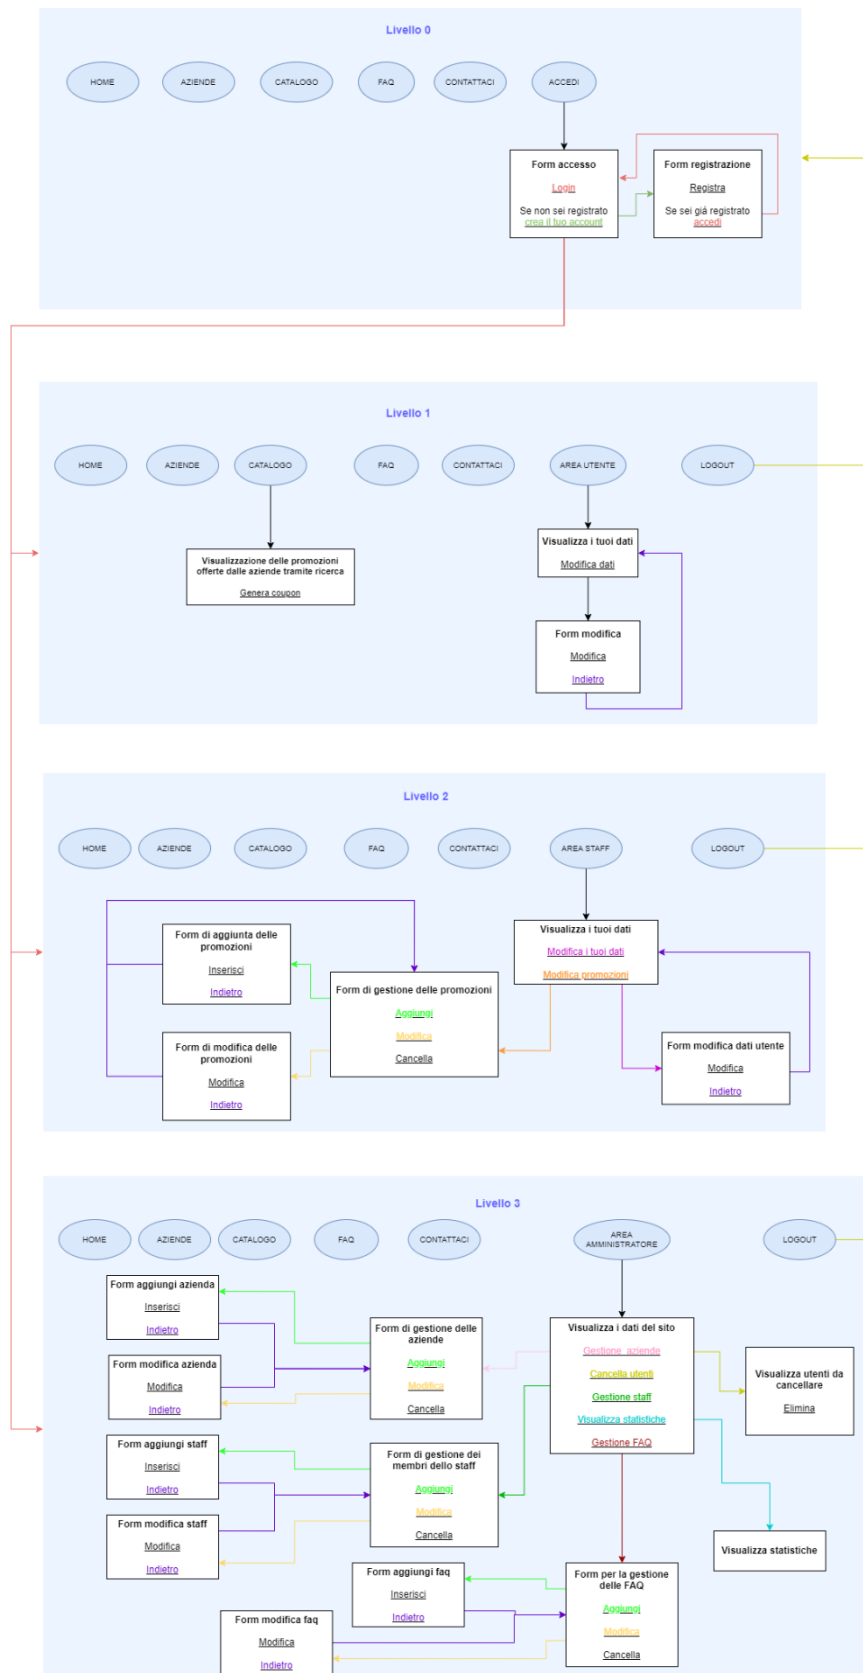 Livello 0
HOME
AZIENDE
CATALOGO
FAQ
CONTATTACI
ACCEDI
Form accesso
Login
Se non sei registrato
crea il tuo account
Form registrazione
Registra
Se sei giá registrato
accedi
Livello 1
HOME
AZIENDE
CATALOGO
FAQ
CONTATTACI
AREA UTENTE
LOGOUT
Visualizzazione delle promozioni
offerte dalle aziende tramite ricerca
Genera coupon
Visualizza i tuoi dati
Modifica dati
Form modifica
Modifica
Indietro
Livello 2
HOME
AZIENDE
CATALOGO
FAQ
CONTATTACI
AREA STAFF
LOGOUT
Form di aggiunta delle
promozioni
Inserisci
Indietro
Form di modifica delle
promozioni
Modifica
Indietro
Form di gestione delle promozioni
Aggiungi
Modifica
Cancella
Visualizza i tuoi dati
Modifica i tuoi dati
Modifica promozioni
Form modifica dati utente
Modifica
Indietro
Livello 3
HOME
AZIENDE
CATALOGO
FAQ
CONTATTACI
AREA
AMMINISTRATORE
LOGOUT
Form aggiungi azienda
Inserisci
Indietro
Form modifica azienda
Modifica
Indietro
Form di gestione delle
aziende
Aggiungi
Modifica
Cancella
Visualizza i dati del sito
Gestione aziende
Cancella utenti
Gestione staff
Visualizza statistiche
Gestione FAQ
Visualizza utenti da
cancellare
Elimina
Form aggiungi staff
Inserisci
Indietro
Form modifica staff
Modifica
Indietro
Form di gestione dei
membri dello staff
Aggiungi
Modifica
Cancella
Visualizza statistiche
Form aggiungi faq
Inserisci
Indietro
Form modifica faq
Modifica
Indietro
Form per la gestione
delle FAQ
Aggiungi
Modifica
Cancella